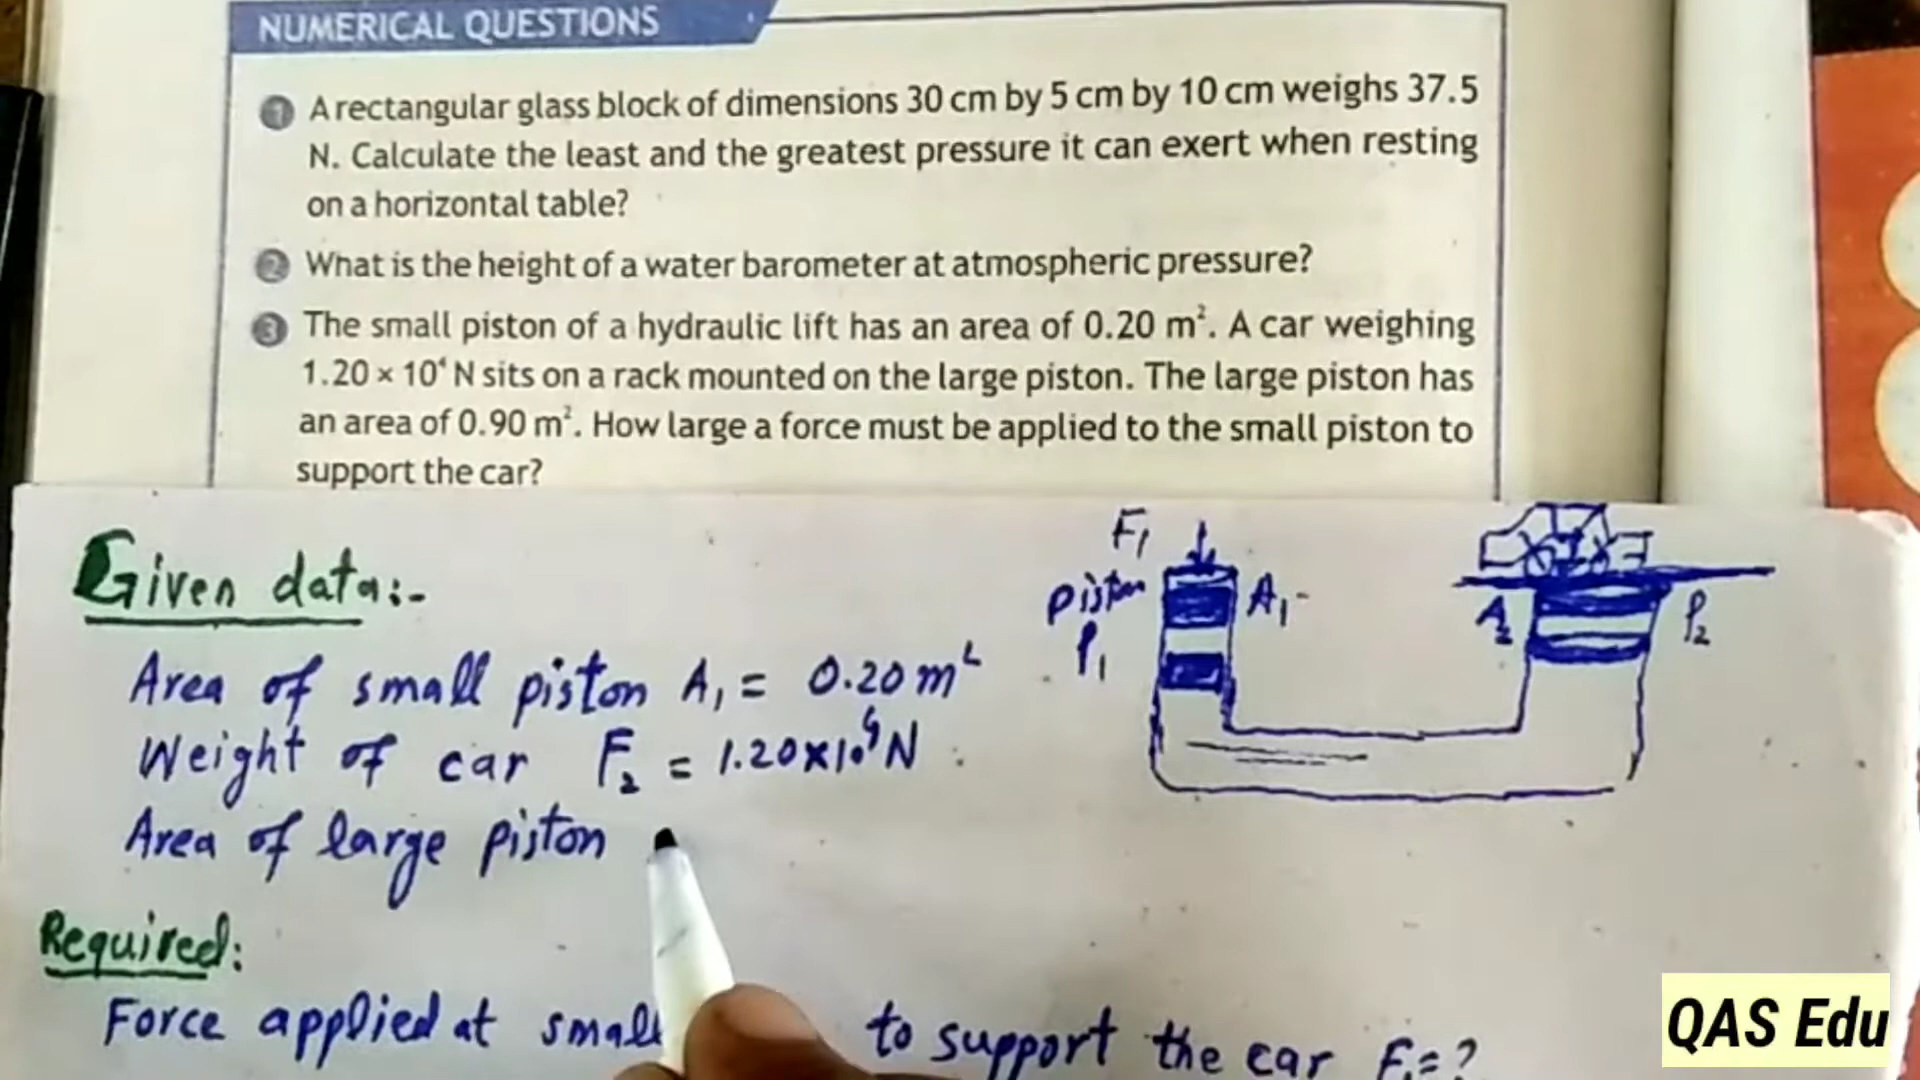 NUMERICAL QUESTIONS
1 A rectangular glass block of dimensions 30 cm by 5 cm by 10 cm weighs 37.5
N. Calculate the least and the greatest pressure it can exert when resting
on a horizontal table?
2 What is the height of a water barometer at atmospheric pressure?
3 The small piston of a hydraulic lift has an area of 0.20 m². A car weighing
1.20 × 10⁴ N sits on a rack mounted on the large piston. The large piston has
an area of 0.90 m². How large a force must be applied to the small piston to
support the car?
F₁
piston A₁
P₁
A₂ P₂
Given data:-
Area of small piston A₁ = 0.20 m²
Weight of car F₂ = 1.20×10⁴ N
Area of large piston
Required:
Force applied at small to support the car F₁=?
QAS Edu